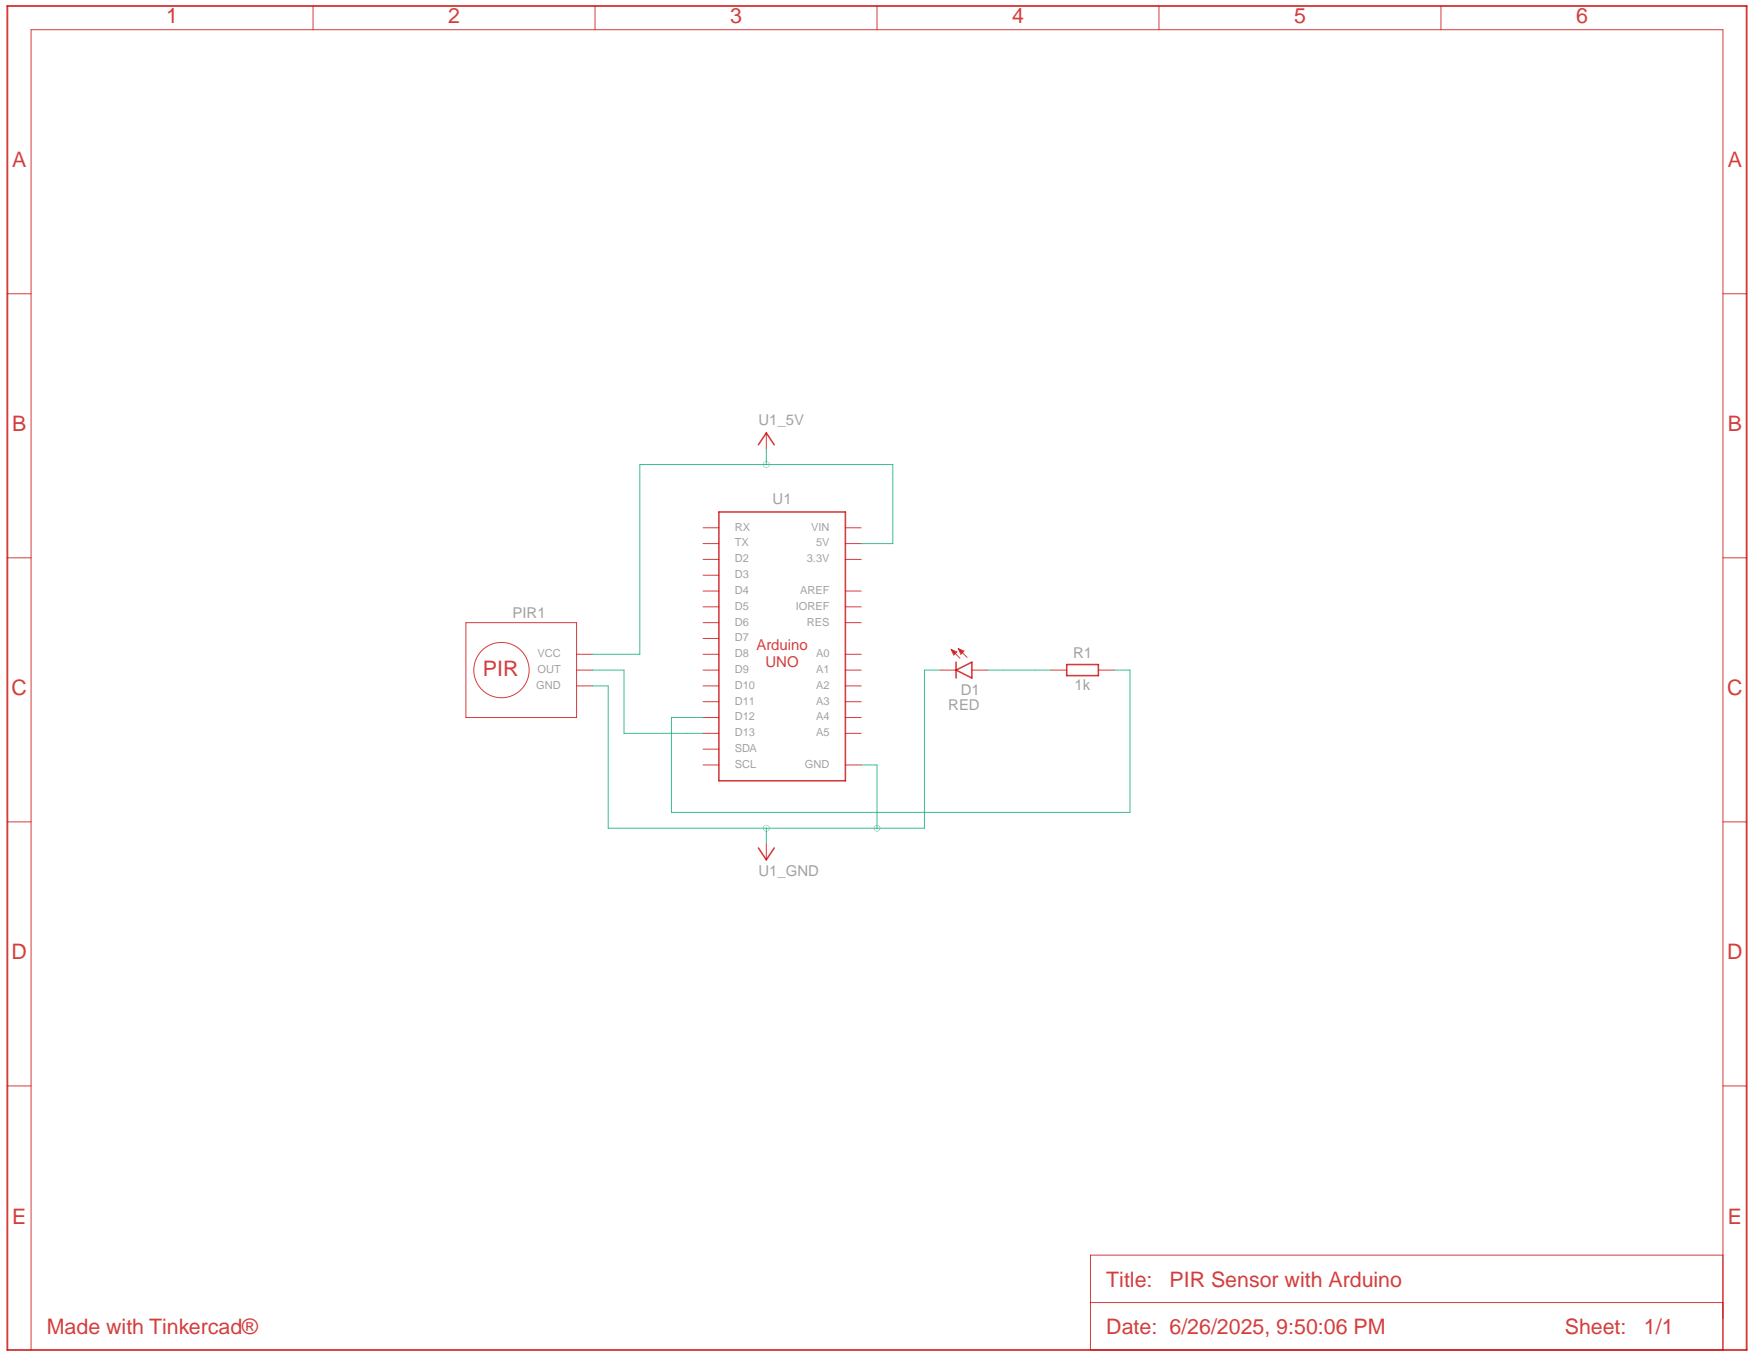 1 2 3 4 5 6
A A
B B
U1_5V
U1
RX VIN
TX 5V
D2 3.3V
D3
D4 AREF
D5 IOREF
D6 RES
D7
Arduino
UNO
D8 A0
D9 A1
D10 A2
D11 A3
D12 A4
D13 A5
SDA
SCL GND
PIR1
PIR
VCC
OUT
GND
D1
RED
R1
1k
C C
U1_GND
D D
E E
Title: PIR Sensor with Arduino
Made with Tinkercad®
Date: 6/26/2025, 9:50:06 PM Sheet: 1/1